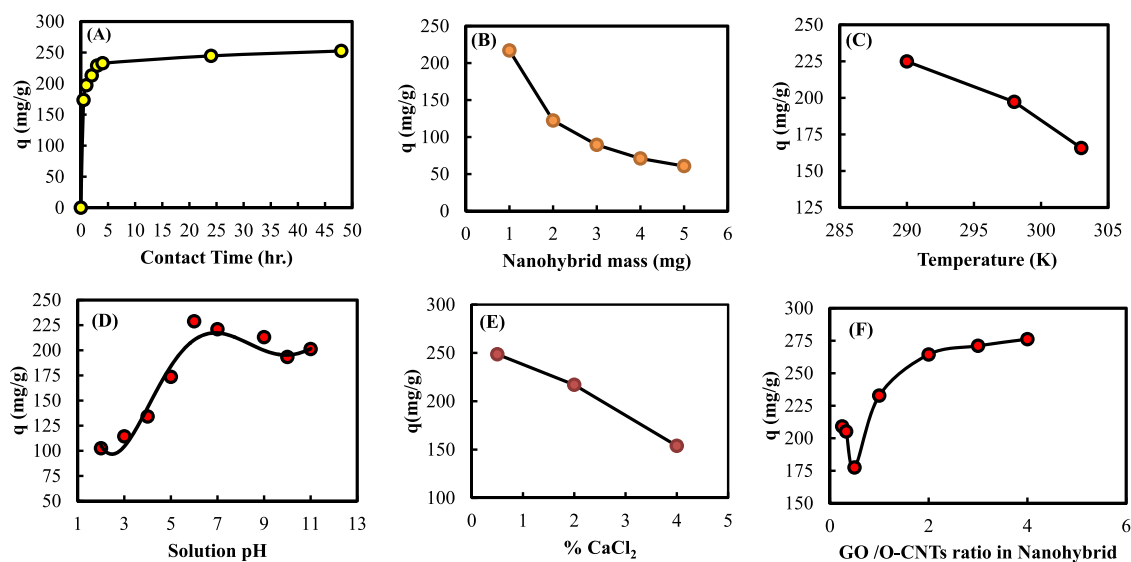 (A)
300
250
200
150
100
50
0
q (mg/g)
0 5 10 15 20 25 30 35 40 45 50
Contact Time (hr.)
(B)
250
200
150
100
50
0
q (mg/g)
0 1 2 3 4 5 6
Nanohybrid mass (mg)
(C)
250
225
200
175
150
125
q (mg/g)
285 290 295 300 305
Temperature (K)
(D)
250
225
200
175
150
125
100
75
50
q (mg/g)
1 3 5 7 9 11 13
Solution pH
(E)
300
250
200
150
100
q(mg/g)
0 1 2 3 4 5
% CaCl₂
(F)
300
275
250
225
200
175
150
q (mg/g)
0 2 4 6
GO /O-CNTs ratio in Nanohybrid